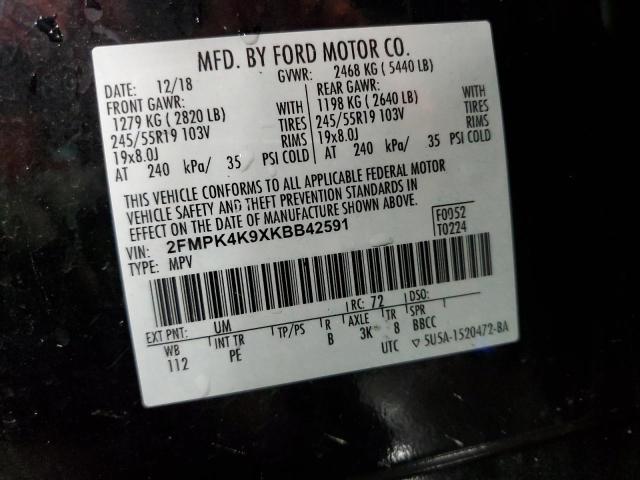 MFD. BY FORD MOTOR CO.
DATE: 12/18 GVWR: 2468 KG ( 5440 LB)
FRONT GAWR: REAR GAWR:
1279 KG ( 2820 LB) WITH 1198 KG ( 2640 LB) WITH
245/55R19 103V TIRES 245/55R19 103V TIRES
19x8.0J RIMS 19x8.0J RIMS
AT 240 kPa/ 35 PSI COLD AT 240 kPa/ 35 PSI COLD
THIS VEHICLE CONFORMS TO ALL APPLICABLE FEDERAL MOTOR
VEHICLE SAFETY AND THEFT PREVENTION STANDARDS IN
EFFECT ON THE DATE OF MANUFACTURE SHOWN ABOVE.
VIN: 2FMPK4K9XKBB42591 F0052
TYPE: MPV T0224
EXT PNT: UM RC: 72 DSO:
WB INT TR TP/PS R AXLE TR SPR
112 PE B 3K 8 BBCC
UTC ▽ 5U5A-1520472-BA